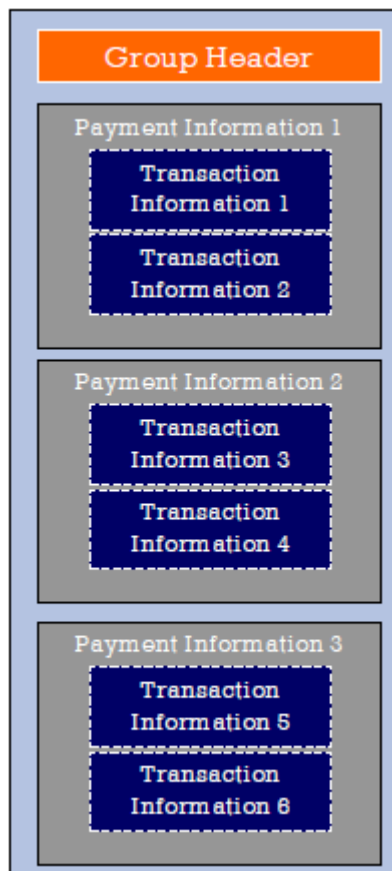 Group Header
Payment Information 1
Transaction
Information 1
Transaction
Information 2
Payment Information 2
Transaction
Information 3
Transaction
Information 4
Payment Information 3
Transaction
Information 5
Transaction
Information 6